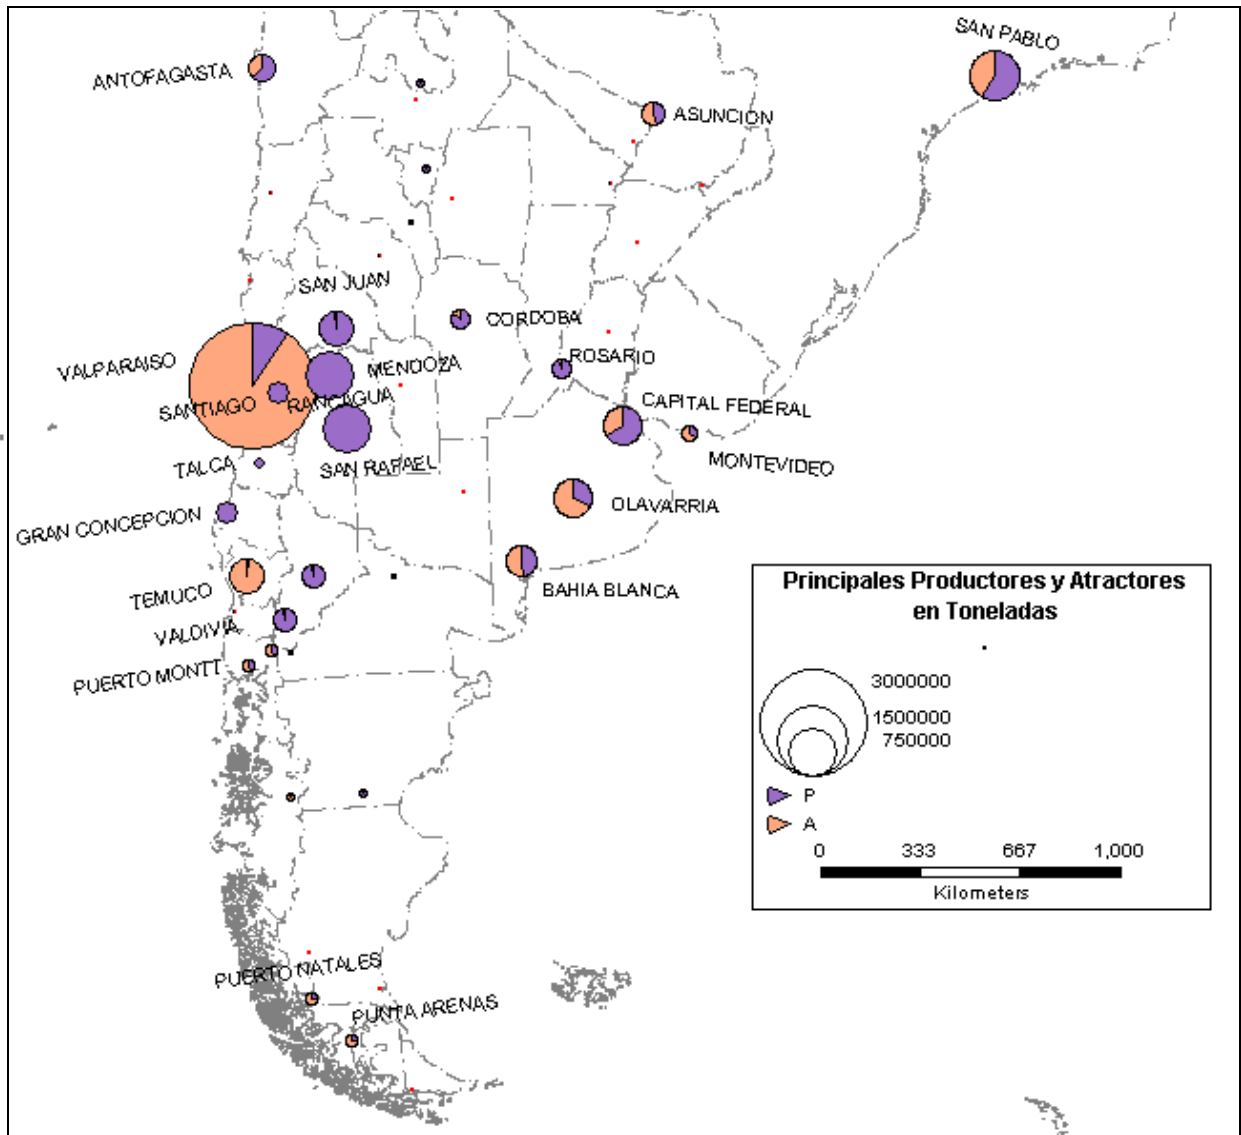 SAN PABLO
ANTOFAGASTA
ASUNCION
SAN JUAN
CORDOBA
VALPARAISO
MENDOZA
ROSARIO
SANTIAGO
RANCAGUA
CAPITAL FEDERAL
TALCA
SAN RAFAEL
MONTEVIDEO
OLAVARRIA
GRAN CONCEPCION
TEMUCO
BAHIA BLANCA
VALDIVIA
PUERTO MONTT
Principales Productores y Atractores
en Toneladas
3000000
1500000
750000
P
A
0 333 667 1,000
Kilometers
PUERTO NATALES
PUNTA ARENAS